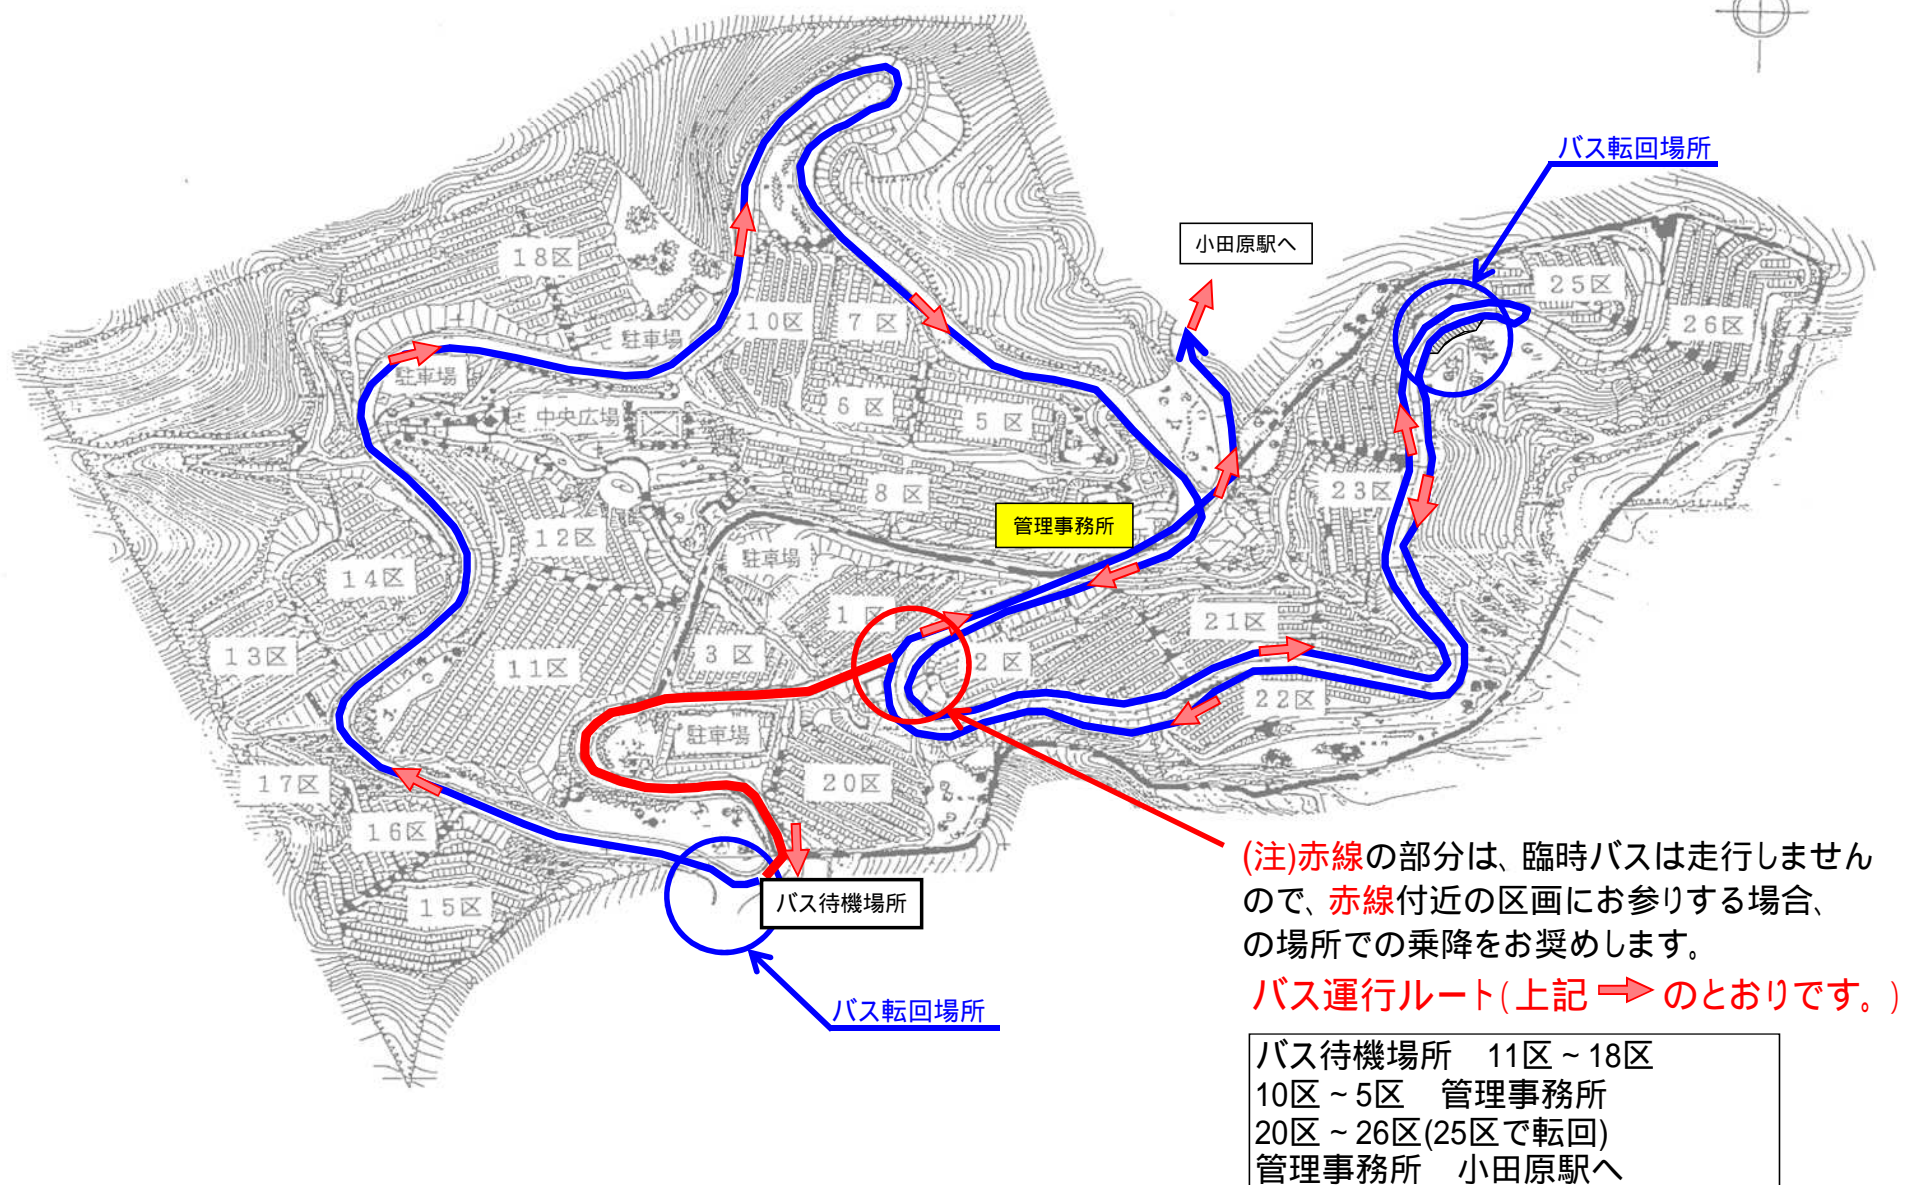 バス転回場所
小田原駅へ
18区
25区
10区
7区
26区
駐車場
駐車場
6区
5区
中央広場
8区
23区
管理事務所
12区
駐車場
14区
1区
21区
13区
11区
3区
2区
22区
駐車場
17区
20区
16区
15区
バス待機場所
バス転回場所
(注)赤線の部分は、臨時バスは走行しません
ので、赤線付近の区画にお参りする場合、
の場所での乗降をお奨めします。
バス運行ルート(上記 のとおりです。)
バス待機場所 11区~18区
10区~5区 管理事務所
20区~26区(25区で転回)
管理事務所 小田原駅へ